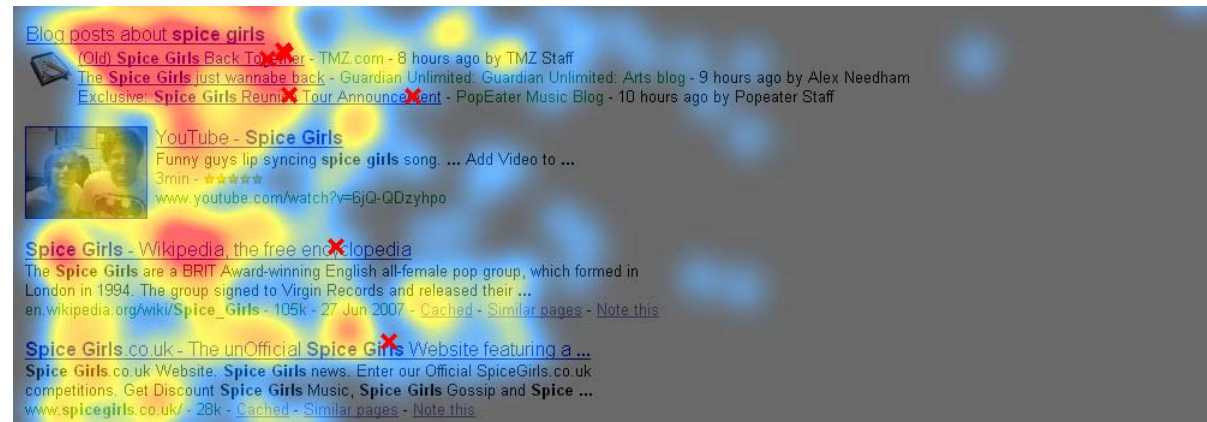 Blog posts about spice girls
(Old) Spice Girls Back Together - TMZ.com - 8 hours ago by TMZ Staff
The Spice Girls just wannabe back - Guardian Unlimited: Guardian Unlimited: Arts blog - 9 hours ago by Alex Needham
Exclusive: Spice Girls Reunion Tour Announcement - PopEater Music Blog - 10 hours ago by Popeater Staff
YouTube - Spice Girls
Funny guys lip syncing spice girls song. ... Add Video to ...
3min -
www.youtube.com/watch?v=6jQ-QDzyhpo
Spice Girls - Wikipedia, the free encyclopedia
The Spice Girls are a BRIT Award-winning English all-female pop group, which formed in
London in 1994. The group signed to Virgin Records and released their ...
en.wikipedia.org/wiki/Spice_Girls - 105k - 27 Jun 2007 - Cached - Similar pages - Note this
Spice Girls.co.uk - The unOfficial Spice Girls Website featuring a ...
Spice Girls.co.uk Website. Spice Girls news. Enter our Official SpiceGirls.co.uk
competitions. Get Discount Spice Girls Music, Spice Girls Gossip and Spice ...
www.spicegirls.co.uk/ - 28k - Cached - Similar pages - Note this